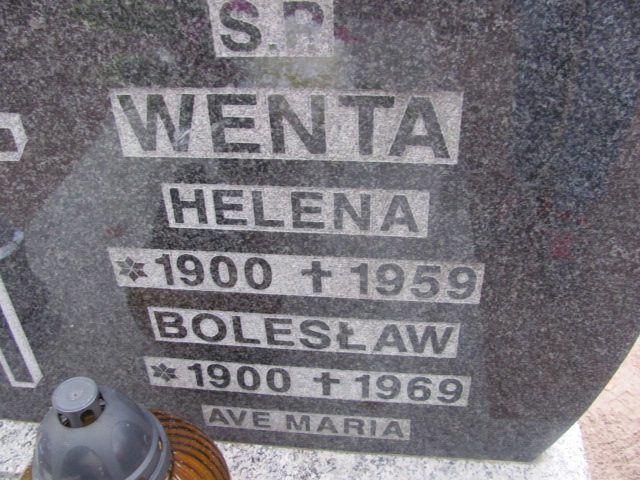 Ś.P.
WENTA
HELENA
* 1900 † 1959
BOLESŁAW
* 1900 † 1969
AVE MARIA